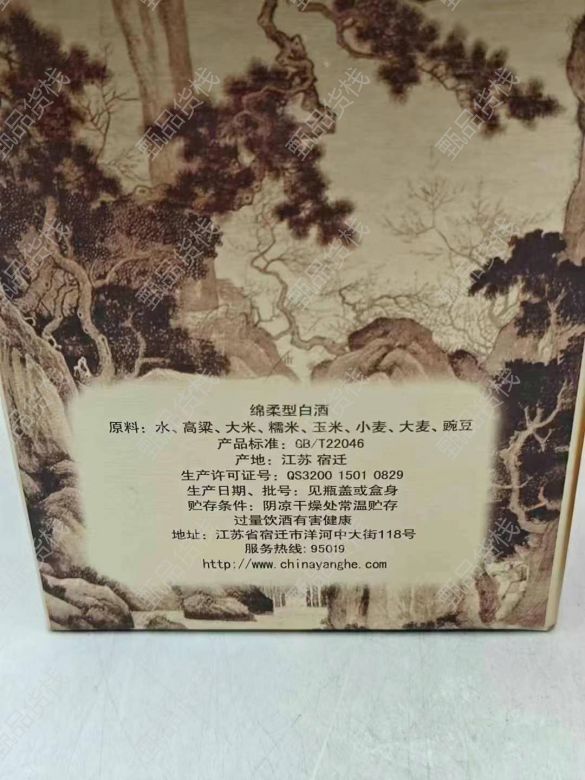 绵柔型白酒
原料：水、高粱、大米、糯米、玉米、小麦、大麦、豌豆
产品标准：GB/T22046
产地：江苏 宿迁
生产许可证号：QS3200 1501 0829
生产日期、批号：见瓶盖或盒身
贮存条件：阴凉干燥处常温贮存
过量饮酒有害健康
地址：江苏省宿迁市洋河中大街118号
服务热线：95019
http://www.chinayanghe.com
甄品货栈